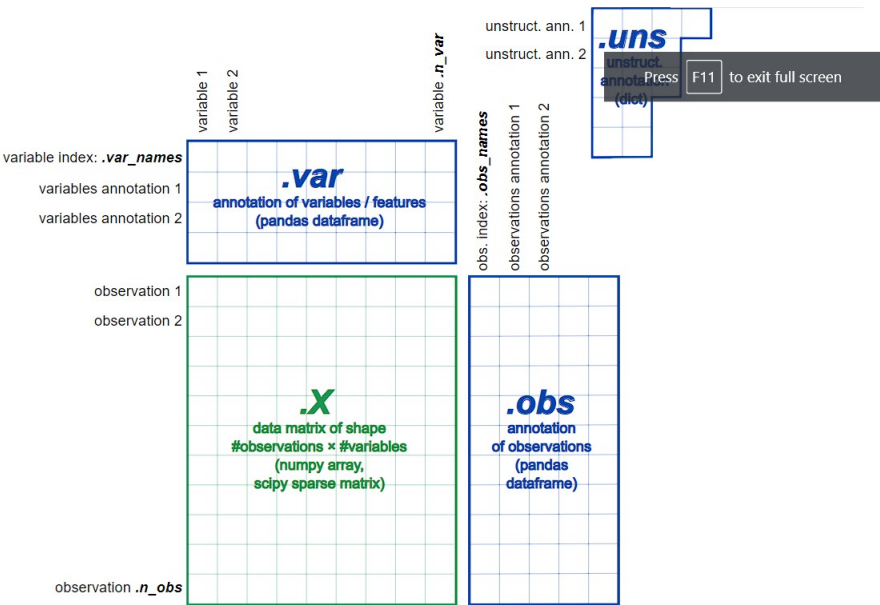 unstruct. ann. 1
unstruct. ann. 2
.uns
unstruct.
annotation
(dict)
Press F11 to exit full screen
variable 1
variable 2
variable .n_var
variable index: .var_names
variables annotation 1
variables annotation 2
.var
annotation of variables / features
(pandas dataframe)
obs. index: .obs_names
observations annotation 1
observations annotation 2
observation 1
observation 2
observation .n_obs
.X
data matrix of shape
#observations × #variables
(numpy array,
scipy sparse matrix)
.obs
annotation
of observations
(pandas
dataframe)